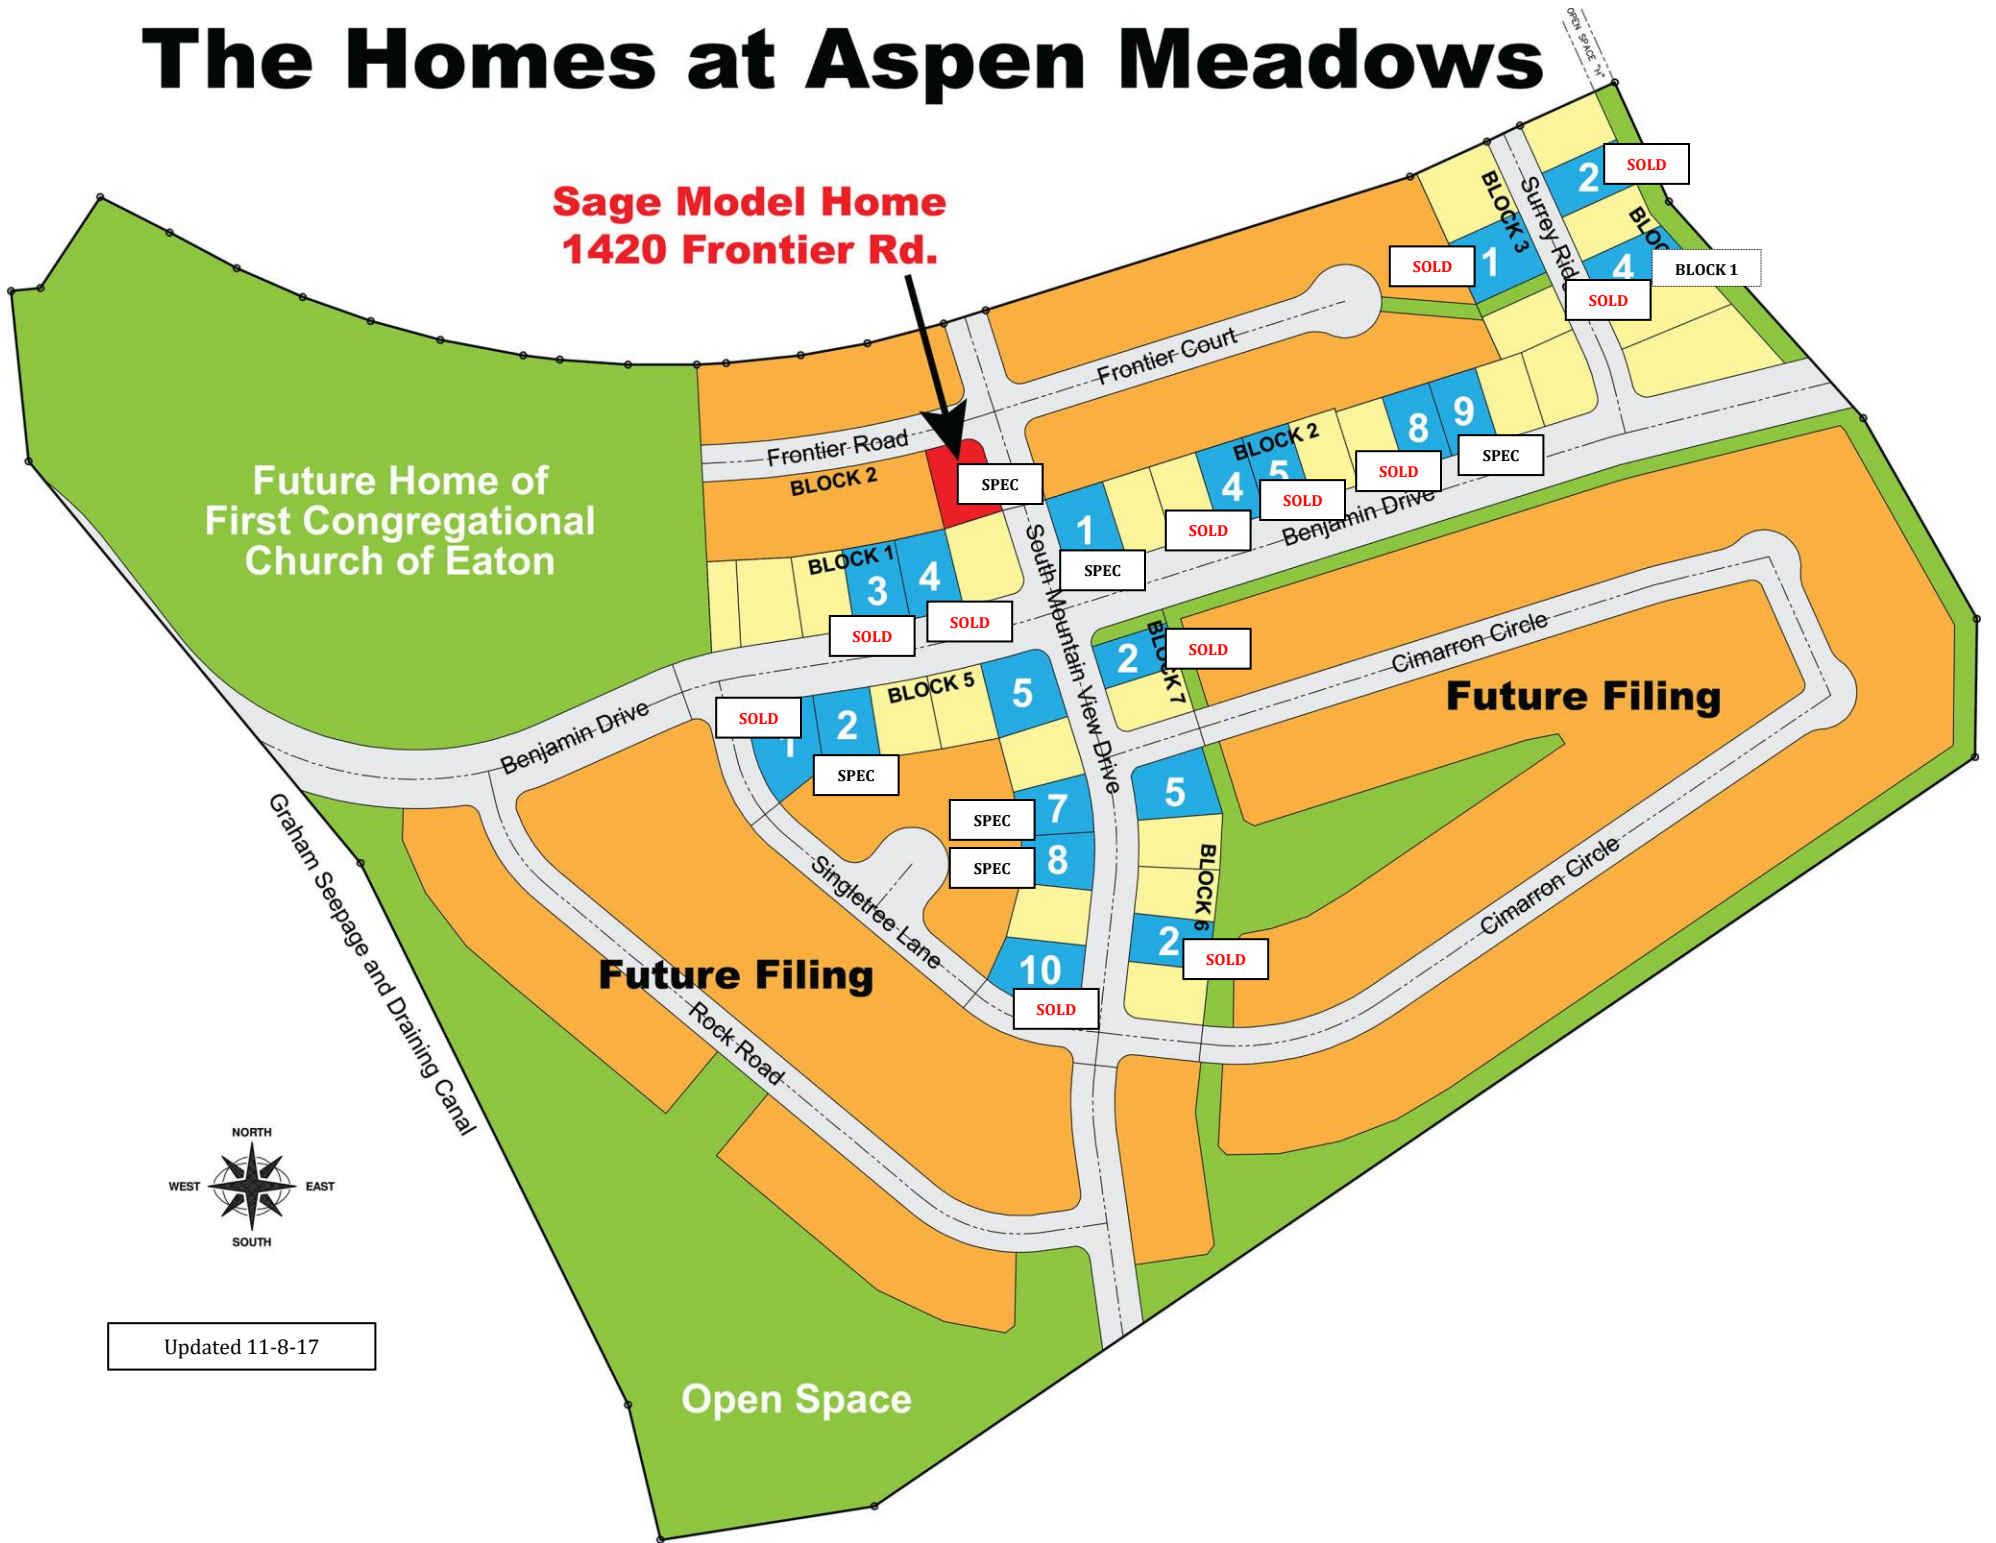 The Homes at Aspen Meadows
OPEN SPACE "H"
Sage Model Home
1420 Frontier Rd.
2
SOLD
BLOCK 3
Surrey Ridge
SOLD
1
4
BLOCK 1
SOLD
Frontier Court
Frontier Road
BLOCK 2
SPEC
BLOCK 2
8
9
SPEC
SOLD
4
5
SOLD
SOLD
Benjamin Drive
1
SPEC
Future Home of
First Congregational
Church of Eaton
BLOCK 1
3
4
SOLD
SOLD
South Mountain View Drive
2
BLOCK 7
SOLD
Cimarron Circle
Future Filing
SOLD
1
2
SPEC
BLOCK 5
5
Benjamin Drive
SPEC
7
SPEC
8
5
BLOCK 6
2
SOLD
10
SOLD
Cimarron Circle
Singletree Lane
Future Filing
Rock Road
Graham Seepage and Draining Canal
NORTH
WEST
EAST
SOUTH
Updated 11-8-17
Open Space